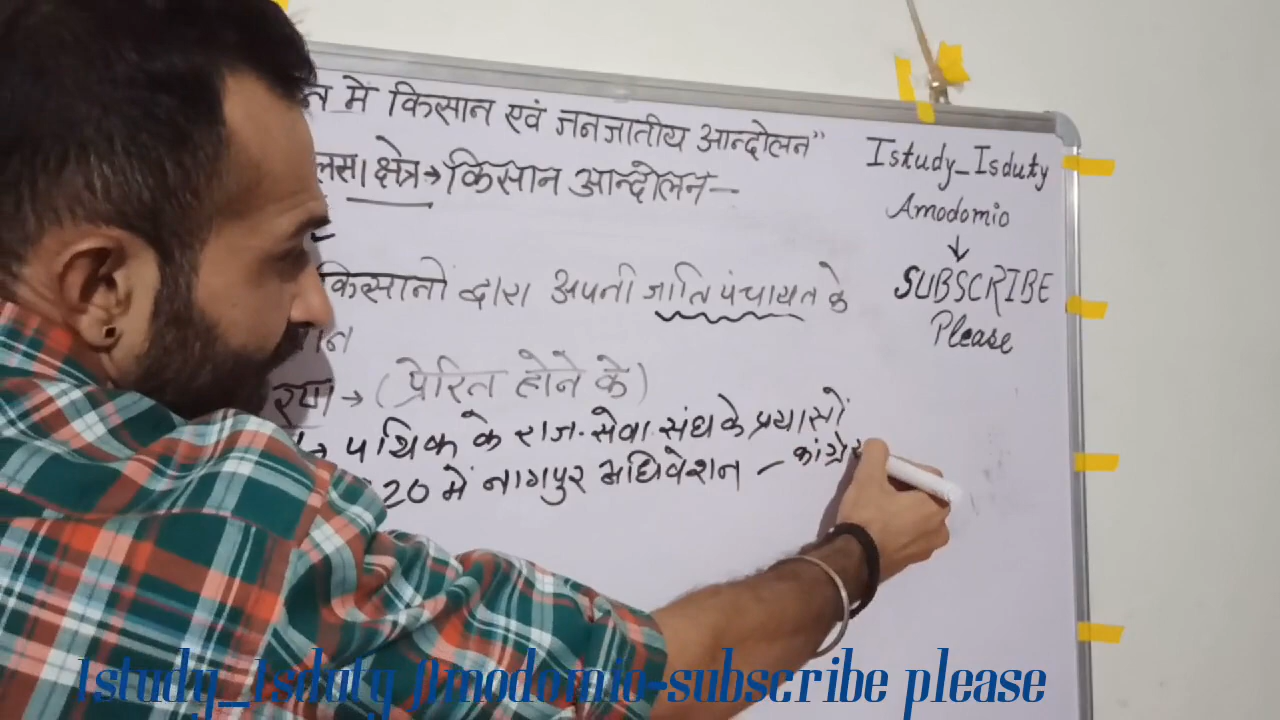 में किसान एवं जनजातीय आन्दोलन”
क्षेत्र→किसान आन्दोलन—
किसानों द्वारा अपनी जातिपंचायत के
→ (प्रेरित होने के)
→ पथिक के राज. सेवा संघ के प्रयासों
20 में नागपुर अधिवेशन – कांग्रेस
Istudy_Isduty
Amodomio
↓
SUBSCRIBE
Please
Istudy_Isduty Amodomio-subscribe please